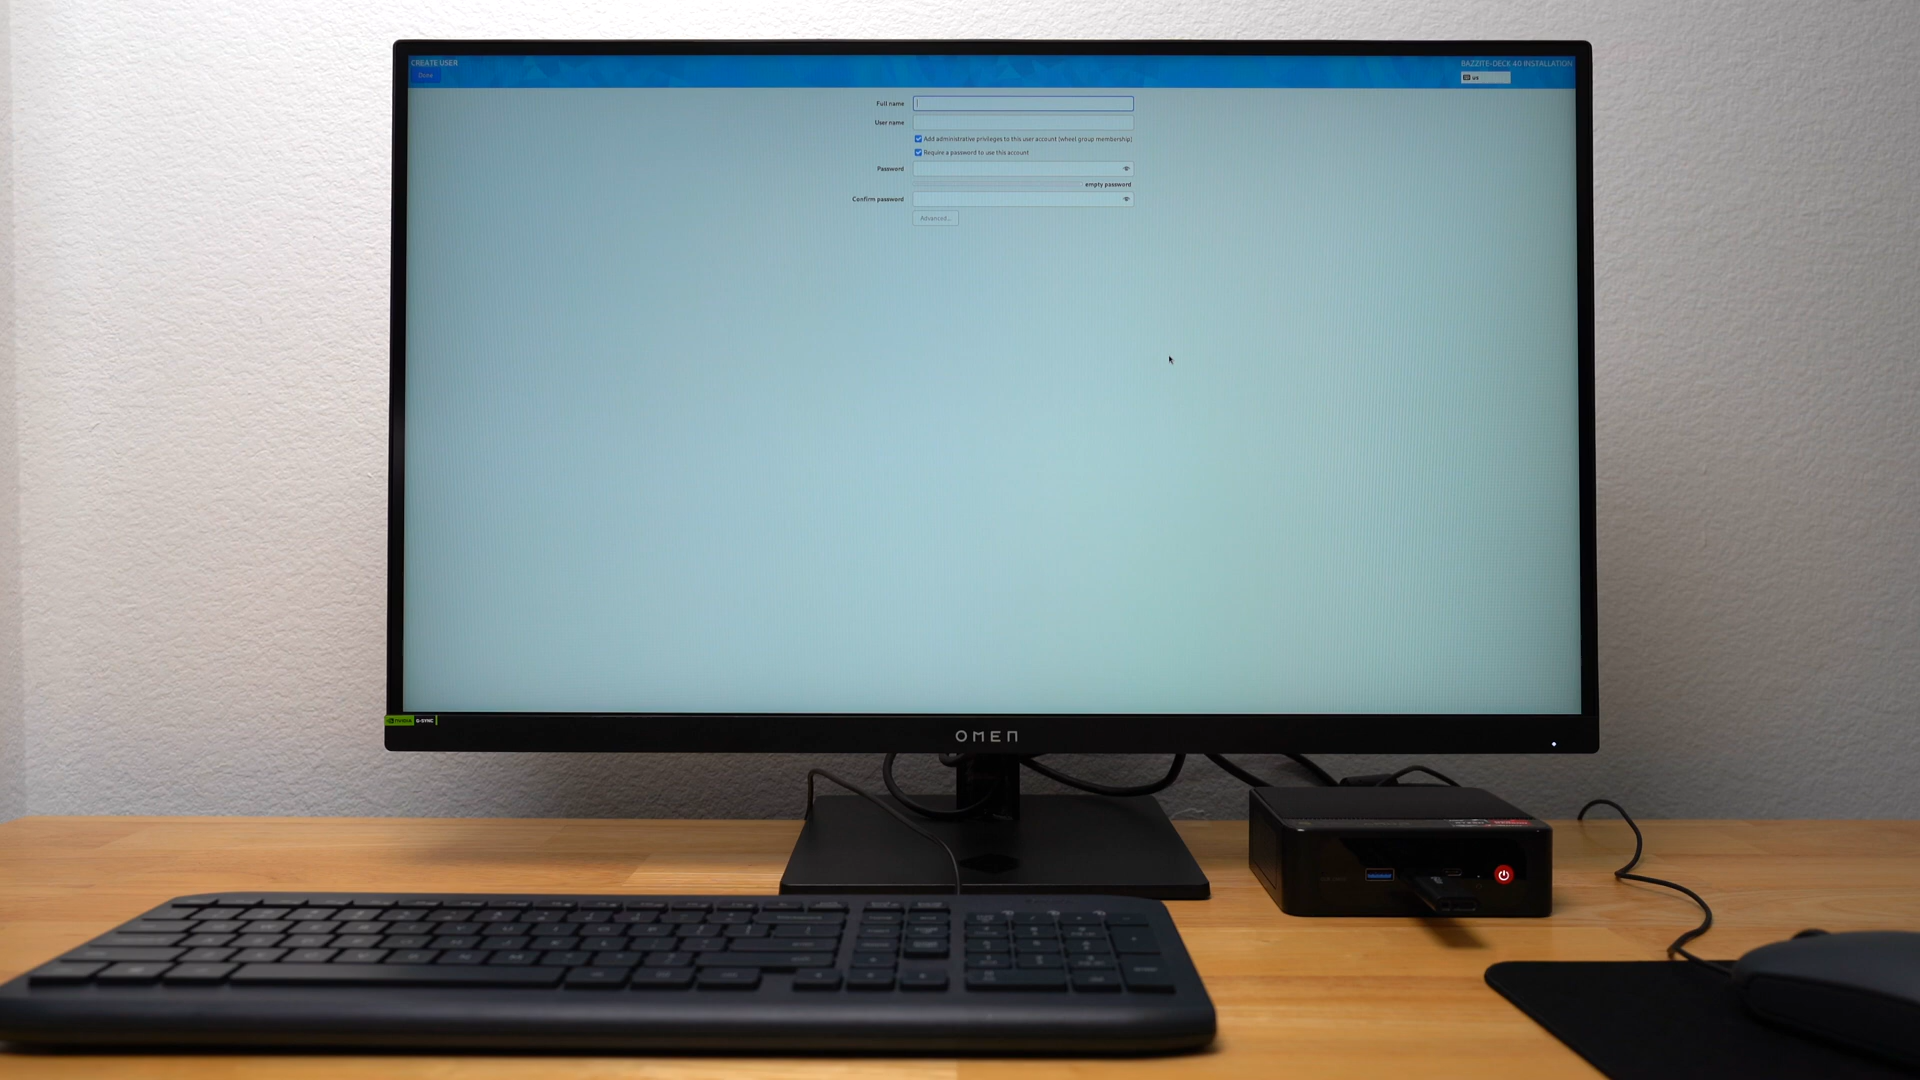 CREATE USER
Done
BAZZITE-DECK 40 INSTALLATION
us
Full name
User name
Add administrative privileges to this user account (wheel group membership)
Require a password to use this account
Password
empty password
Confirm password
Advanced...
NVIDIA G-SYNC
OMEN